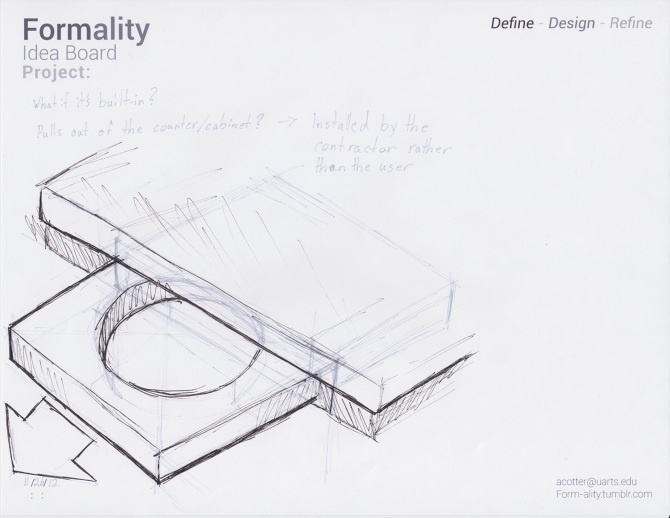 Formality
Idea Board
Project:
Define - Design - Refine
What if it's built-in?
Pulls out of the counter/cabinet? → Installed by the
contractor rather
than the user
acotter@uarts.edu
Form-ality.tumblr.com